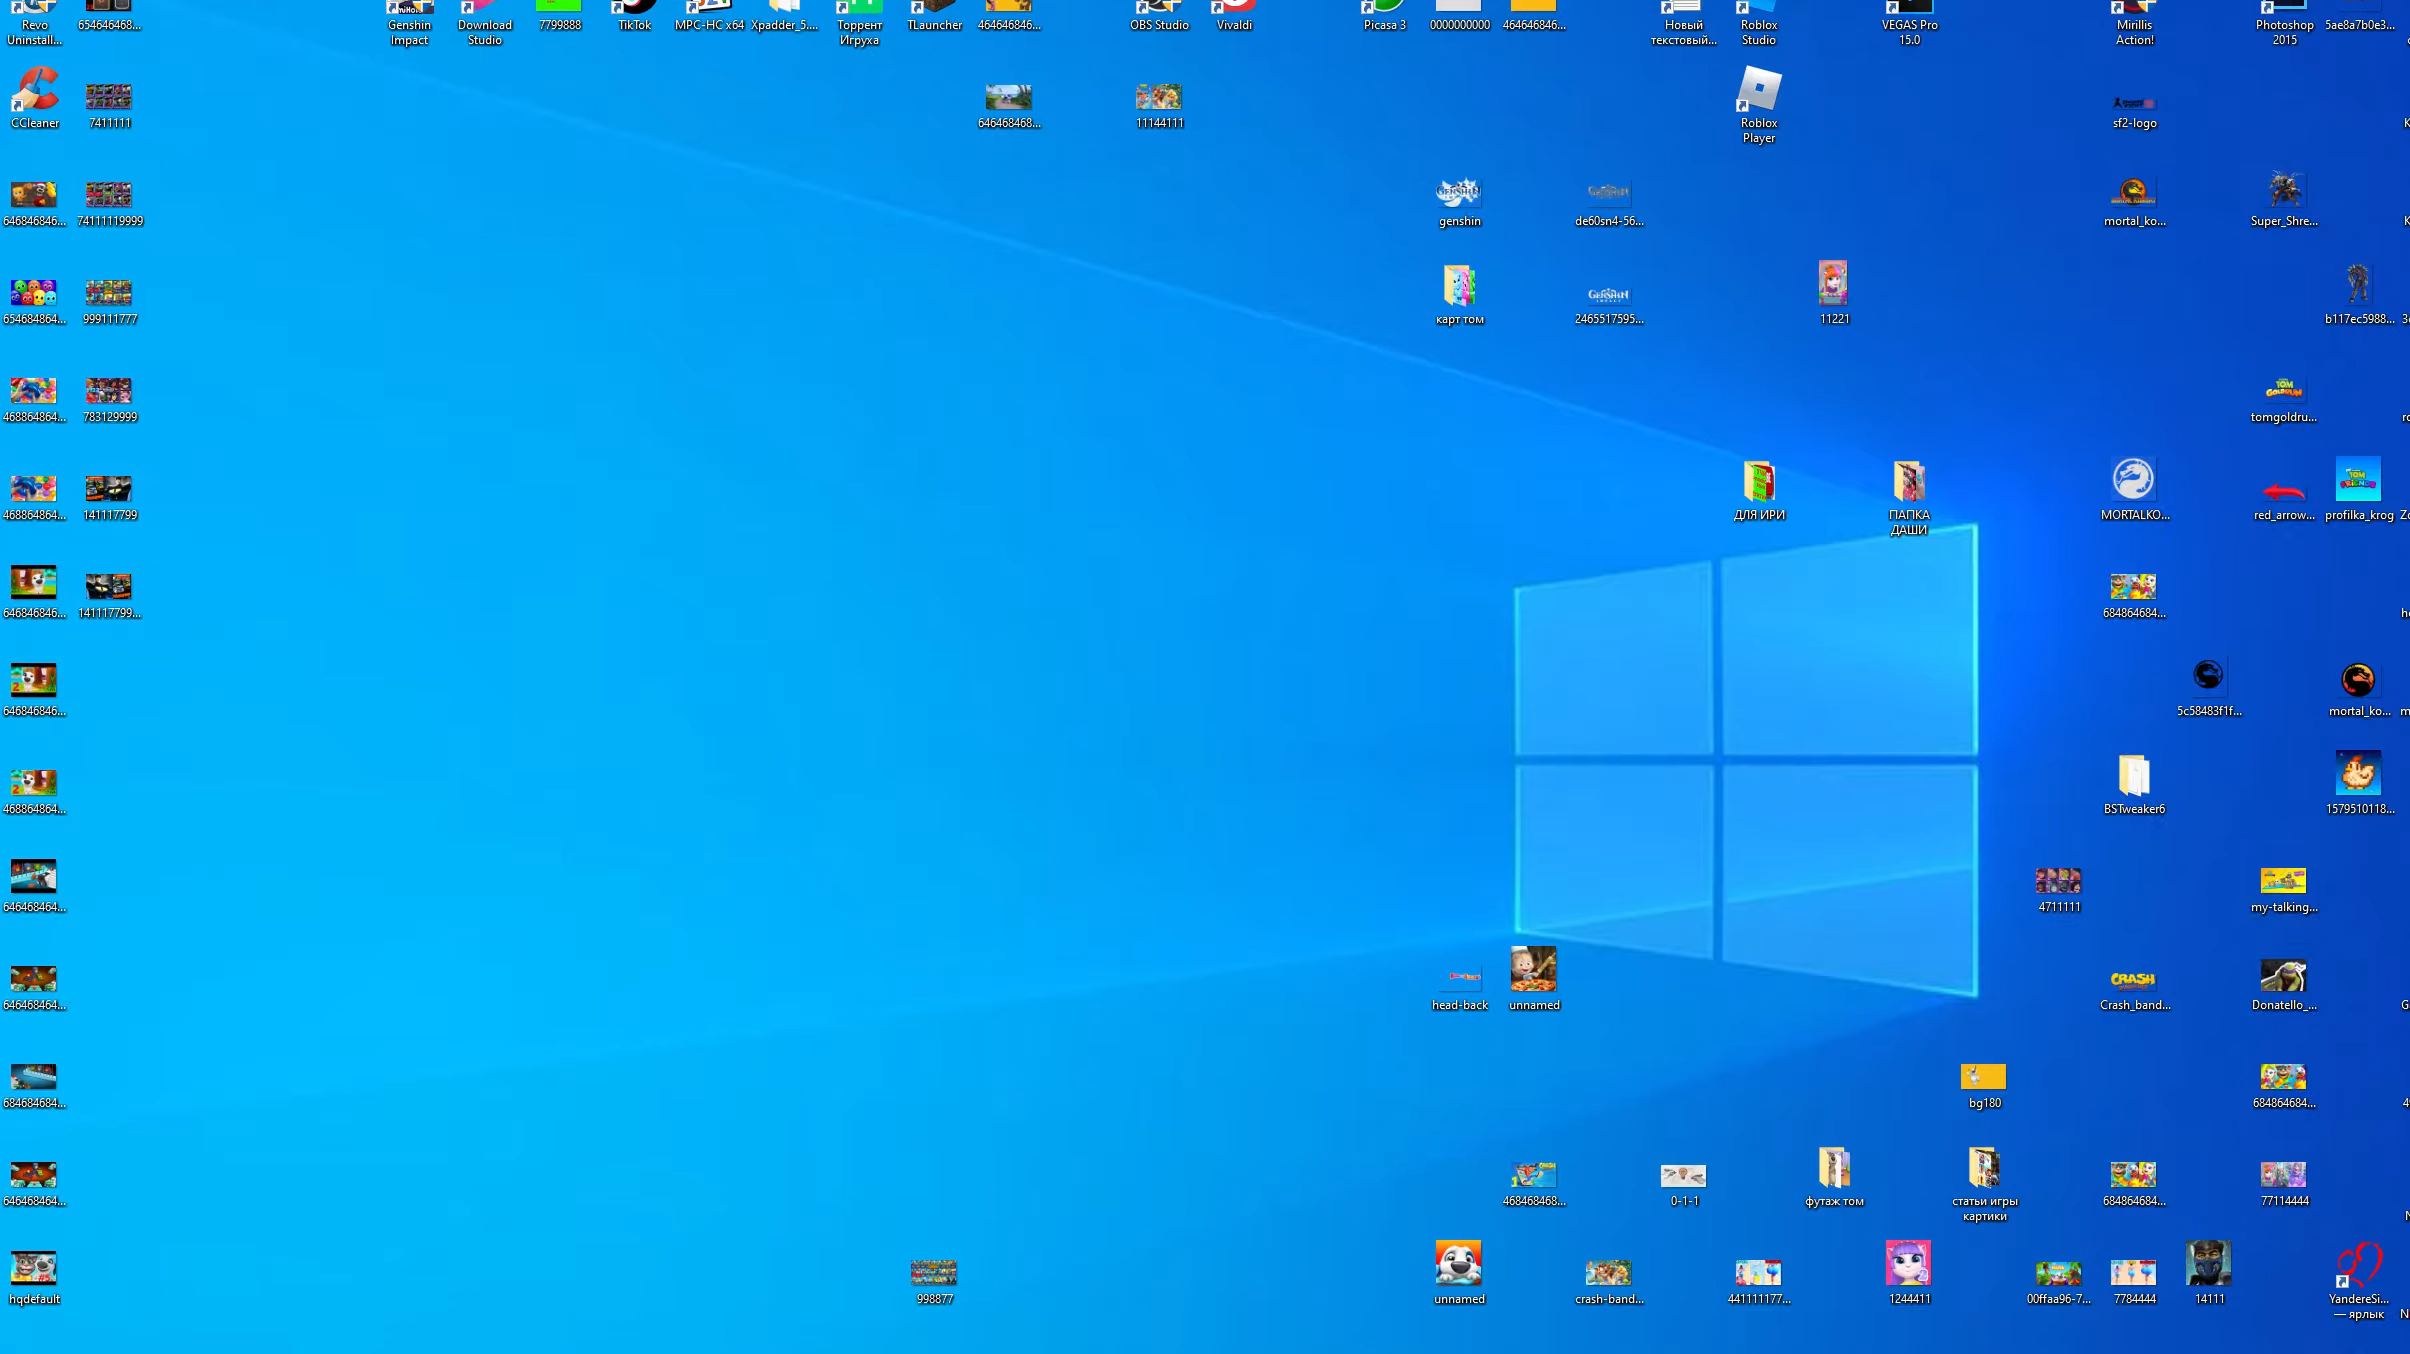 Revo
Uninstall...
654646468...
Genshin
Impact
Download
Studio
7799888
TikTok
MPC-HC x64
Xpadder_5....
Торрент
Игруха
TLauncher
464646846...
OBS Studio
Vivaldi
Picasa 3
0000000000
464646846...
Новый
текстовый...
Roblox
Studio
VEGAS Pro
15.0
Mirillis
Action!
Photoshop
2015
5ae8a7b0e3...
CCleaner
7411111
646468468...
11144111
Roblox
Player
sf2-logo
646846846...
74111119999
genshin
de60sn4-56...
mortal_ko...
Super_Shre...
654684864...
999111777
карт том
2465517595...
11221
b117ec5988...
468864864...
783129999
tomgoldru...
468864864...
141117799
ДЛЯ ИРИ
ПАПКА
ДАШИ
MORTALKO...
red_arrow...
profilka_krog
646846846...
141117799...
684864684...
646846846...
5c58483f1f...
mortal_ko...
468864864...
BSTweaker6
1579510118...
646468464...
4711111
my-talking...
646468464...
head-back
unnamed
Crash_band...
Donatello_...
684684684...
bg180
684864684...
646468464...
468468468...
0-1-1
футаж том
статьи игры
картики
684864684...
77114444
hqdefault
998877
unnamed
crash-band...
441111177...
1244411
00ffaa96-7...
7784444
14111
YandereSi...
— ярлык